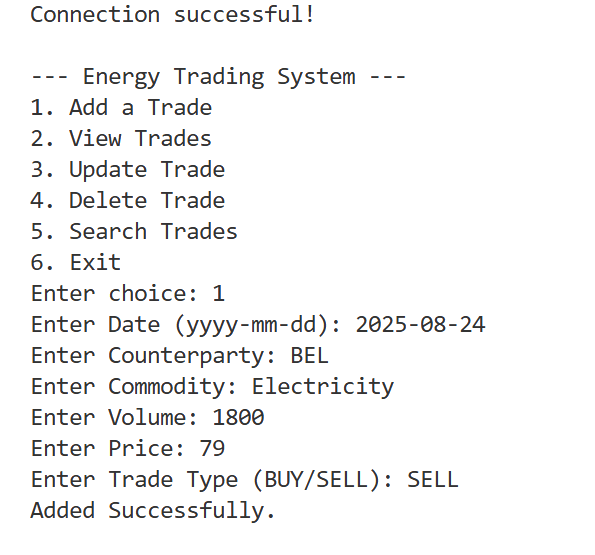 Connection successful!
--- Energy Trading System ---
1. Add a Trade
2. View Trades
3. Update Trade
4. Delete Trade
5. Search Trades
6. Exit
Enter choice: 1
Enter Date (yyyy-mm-dd): 2025-08-24
Enter Counterparty: BEL
Enter Commodity: Electricity
Enter Volume: 1800
Enter Price: 79
Enter Trade Type (BUY/SELL): SELL
Added Successfully.